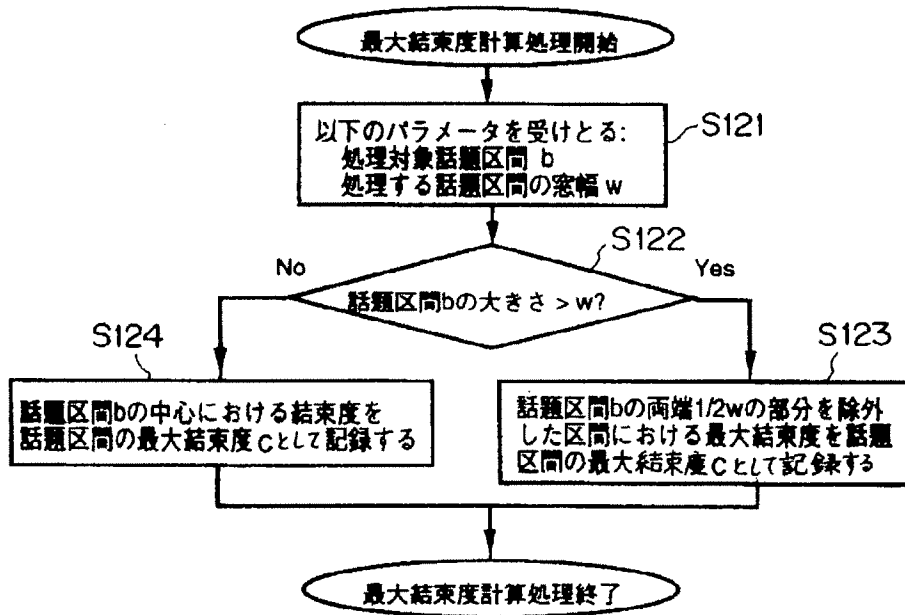 最大結束度計算処理開始
S121
以下のパラメータを受けとる:
処理対象話題区間 b
処理する話題区間の窓幅 w
S122
No
Yes
話題区間bの大きさ > w?
S124
S123
話題区間bの中心における結束度を
話題区間の最大結束度Cとして記録する
話題区間bの両端1/2wの部分を除外
した区間における最大結束度を話題
区間の最大結束度Cとして記録する
最大結束度計算処理終了